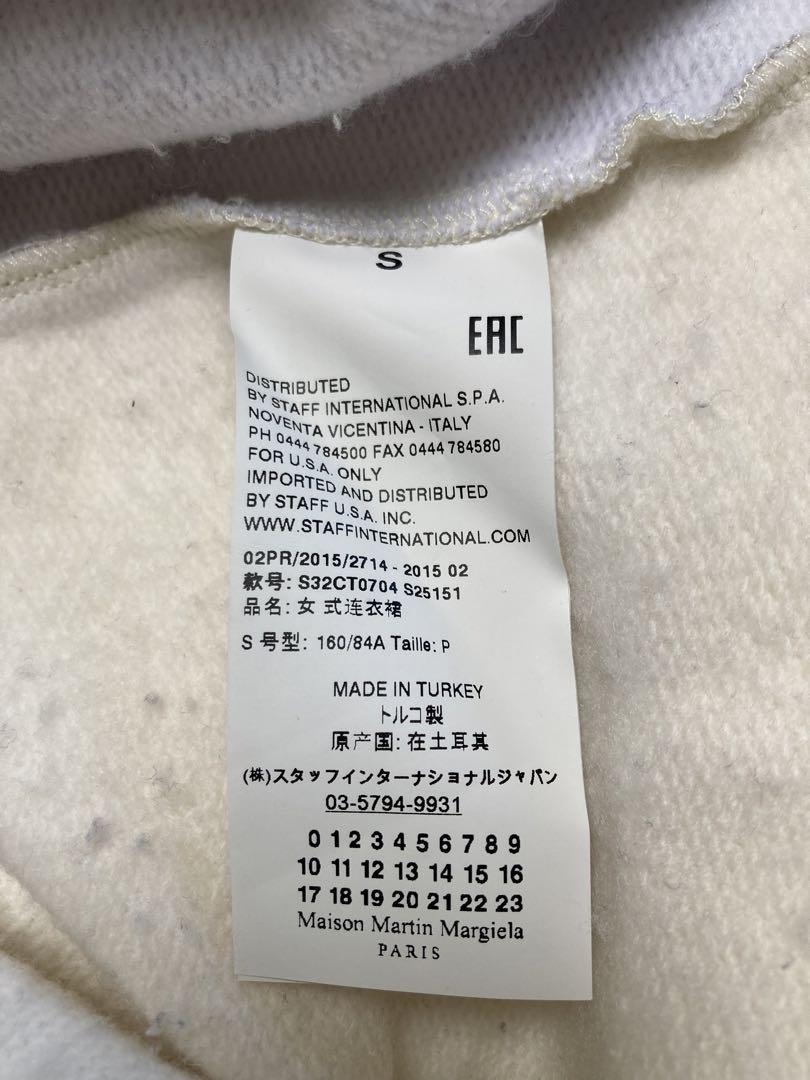 S
EAC
DISTRIBUTED
BY STAFF INTERNATIONAL S.P.A.
NOVENTA VICENTINA - ITALY
PH 0444 784500 FAX 0444 784580
FOR U.S.A. ONLY
IMPORTED AND DISTRIBUTED
BY STAFF U.S.A. INC.
WWW.STAFFINTERNATIONAL.COM
02PR/2015/2714 - 2015 02
款号: S32CT0704 S25151
品名: 女 式连衣裙
S 号型: 160/84A Taille: P
MADE IN TURKEY
トルコ製
原产国: 在土耳其
(株)スタッフインターナショナルジャパン
03-5794-9931
0 1 2 3 4 5 6 7 8 9
10 11 12 13 14 15 16
17 18 19 20 21 22 23
Maison Martin Margiela
PARIS